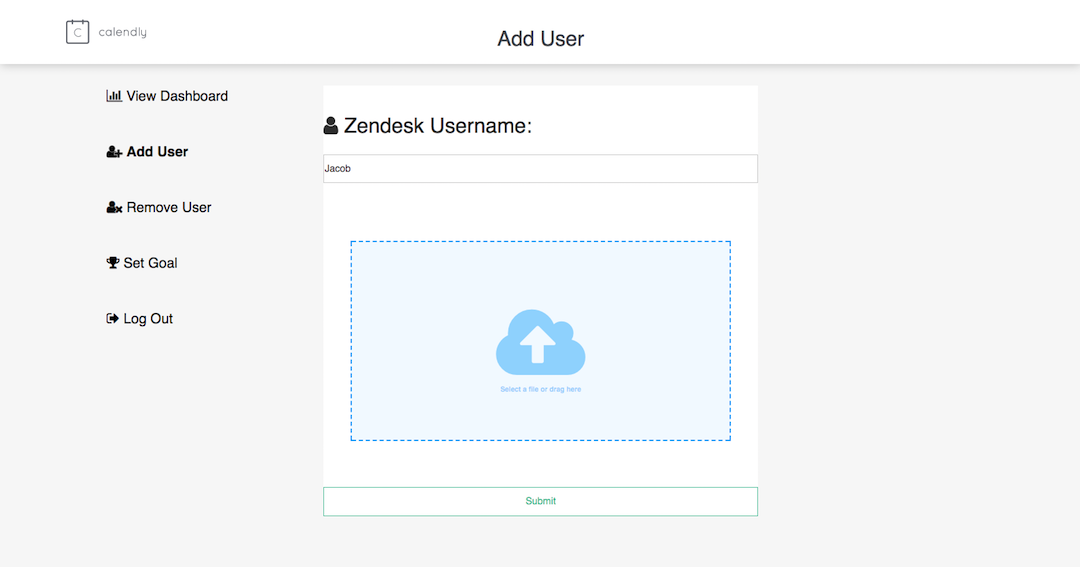 C
calendly
Add User
View Dashboard
Add User
Remove User
Set Goal
Log Out
Zendesk Username:
Jacob
Select a file or drag here
Submit